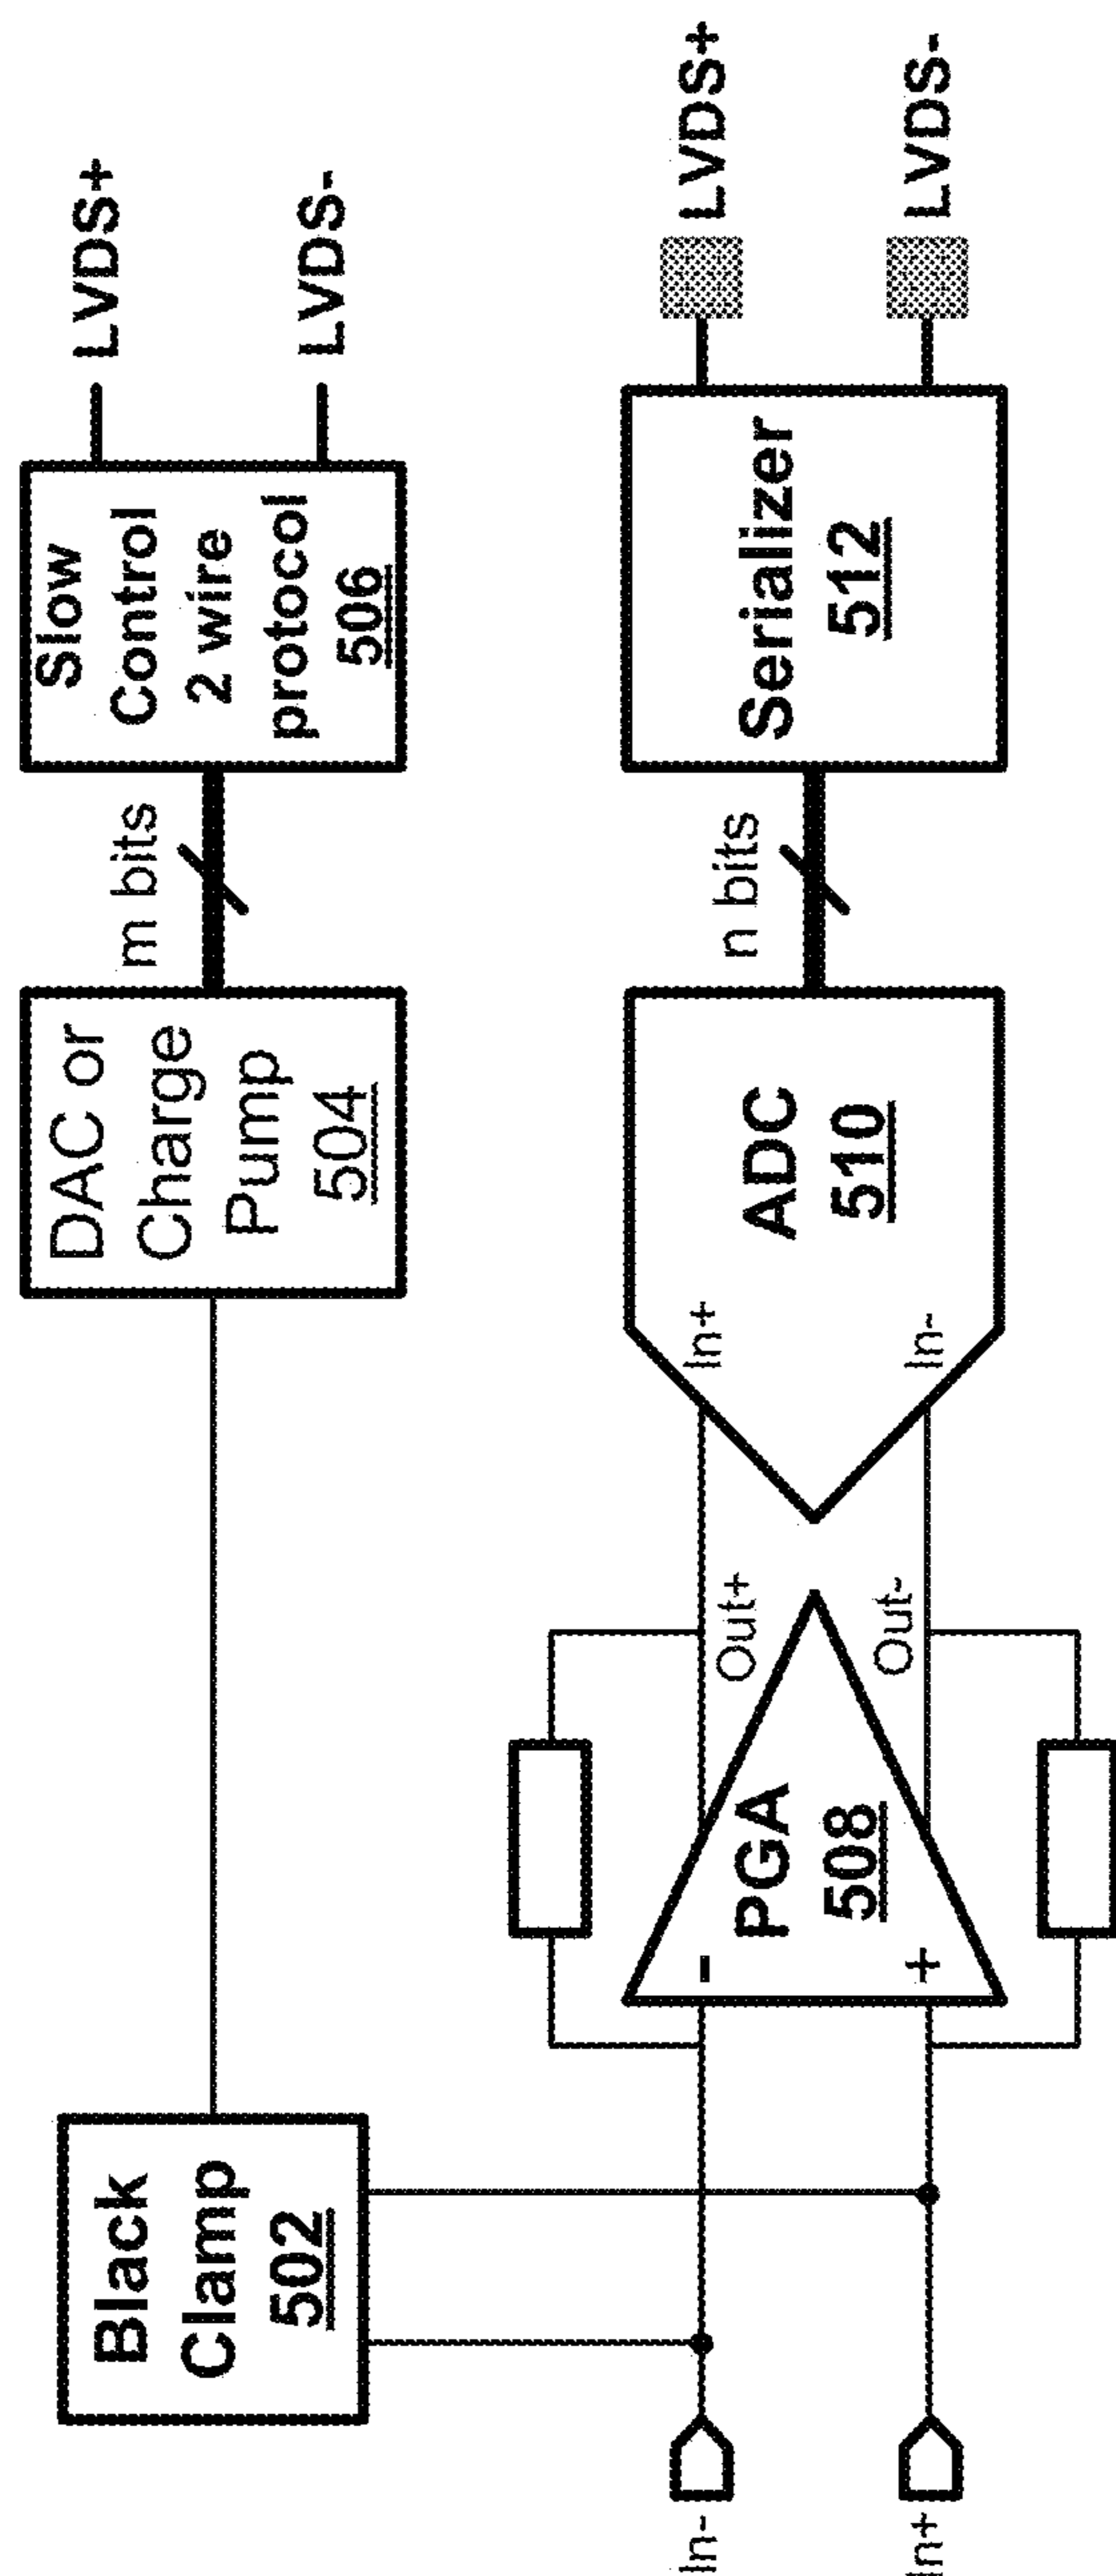 Black
Clamp
502
DAC or
Charge
Pump
504
m bits
Slow
Control
2 wire
protocol
506
LVDS+
LVDS-
In-
In+
-
+
PGA
508
Out+
Out-
In+
In-
ADC
510
n bits
Serializer
512
LVDS+
LVDS-